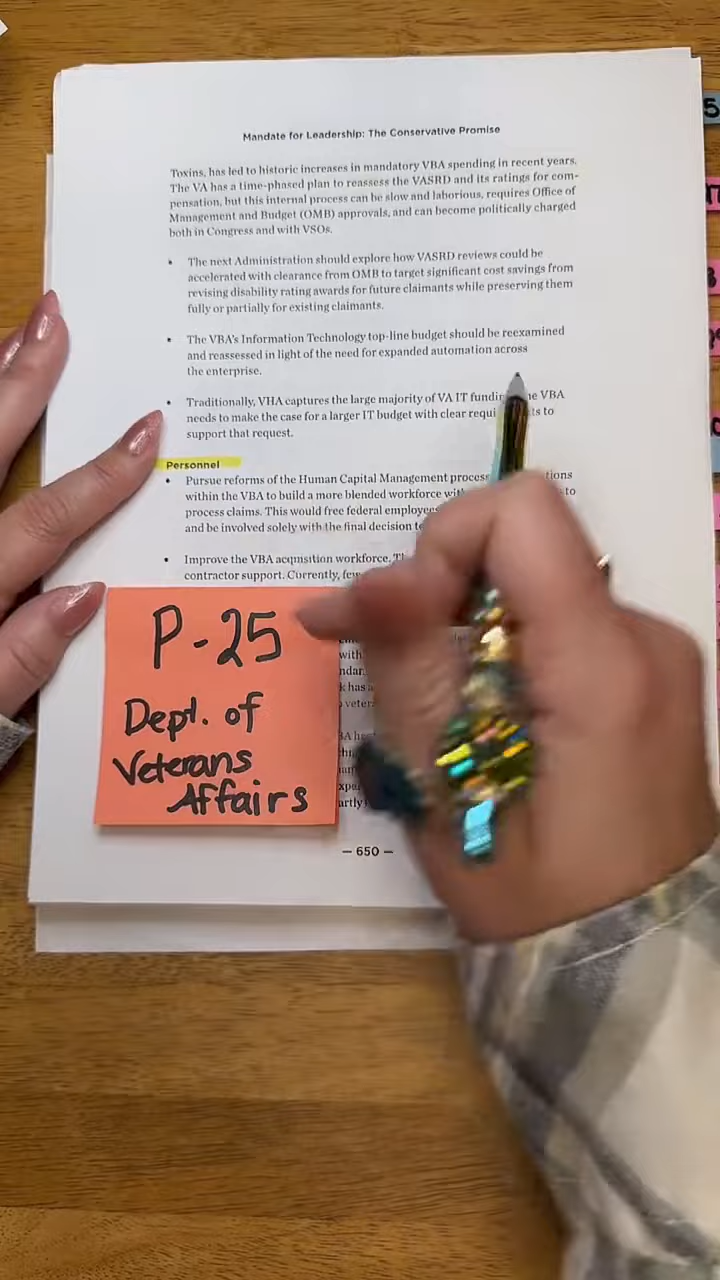 Mandate for Leadership: The Conservative Promise
Toxins, has led to historic increases in mandatory VBA spending in recent years.
The VA has a time-phased plan to reassess the VASRD and its ratings for com-
pensation, but this internal process can be slow and laborious, requires Office of
Management and Budget (OMB) approvals, and can become politically charged
both in Congress and with VSOs.
• The next Administration should explore how VASRD reviews could be
accelerated with clearance from OMB to target significant cost savings from
revising disability rating awards for future claimants while preserving them
fully or partially for existing claimants.
• The VBA's Information Technology top-line budget should be reexamined
and reassessed in light of the need for expanded automation across
the enterprise.
• Traditionally, VHA captures the large majority of VA IT VBA
needs to make the case for a larger IT budget with clear to
support that request.
Personnel
• Pursue reforms of the Human Capital Management
within the VBA to build a more blended workforce to
process claims. This would free federal
and be involved solely with the final decision
• Improve the VBA acquisition workforce.
contractor support. Currently,
P-25
Dept. of
Veterans
Affairs
with
k has
— 650 —
5